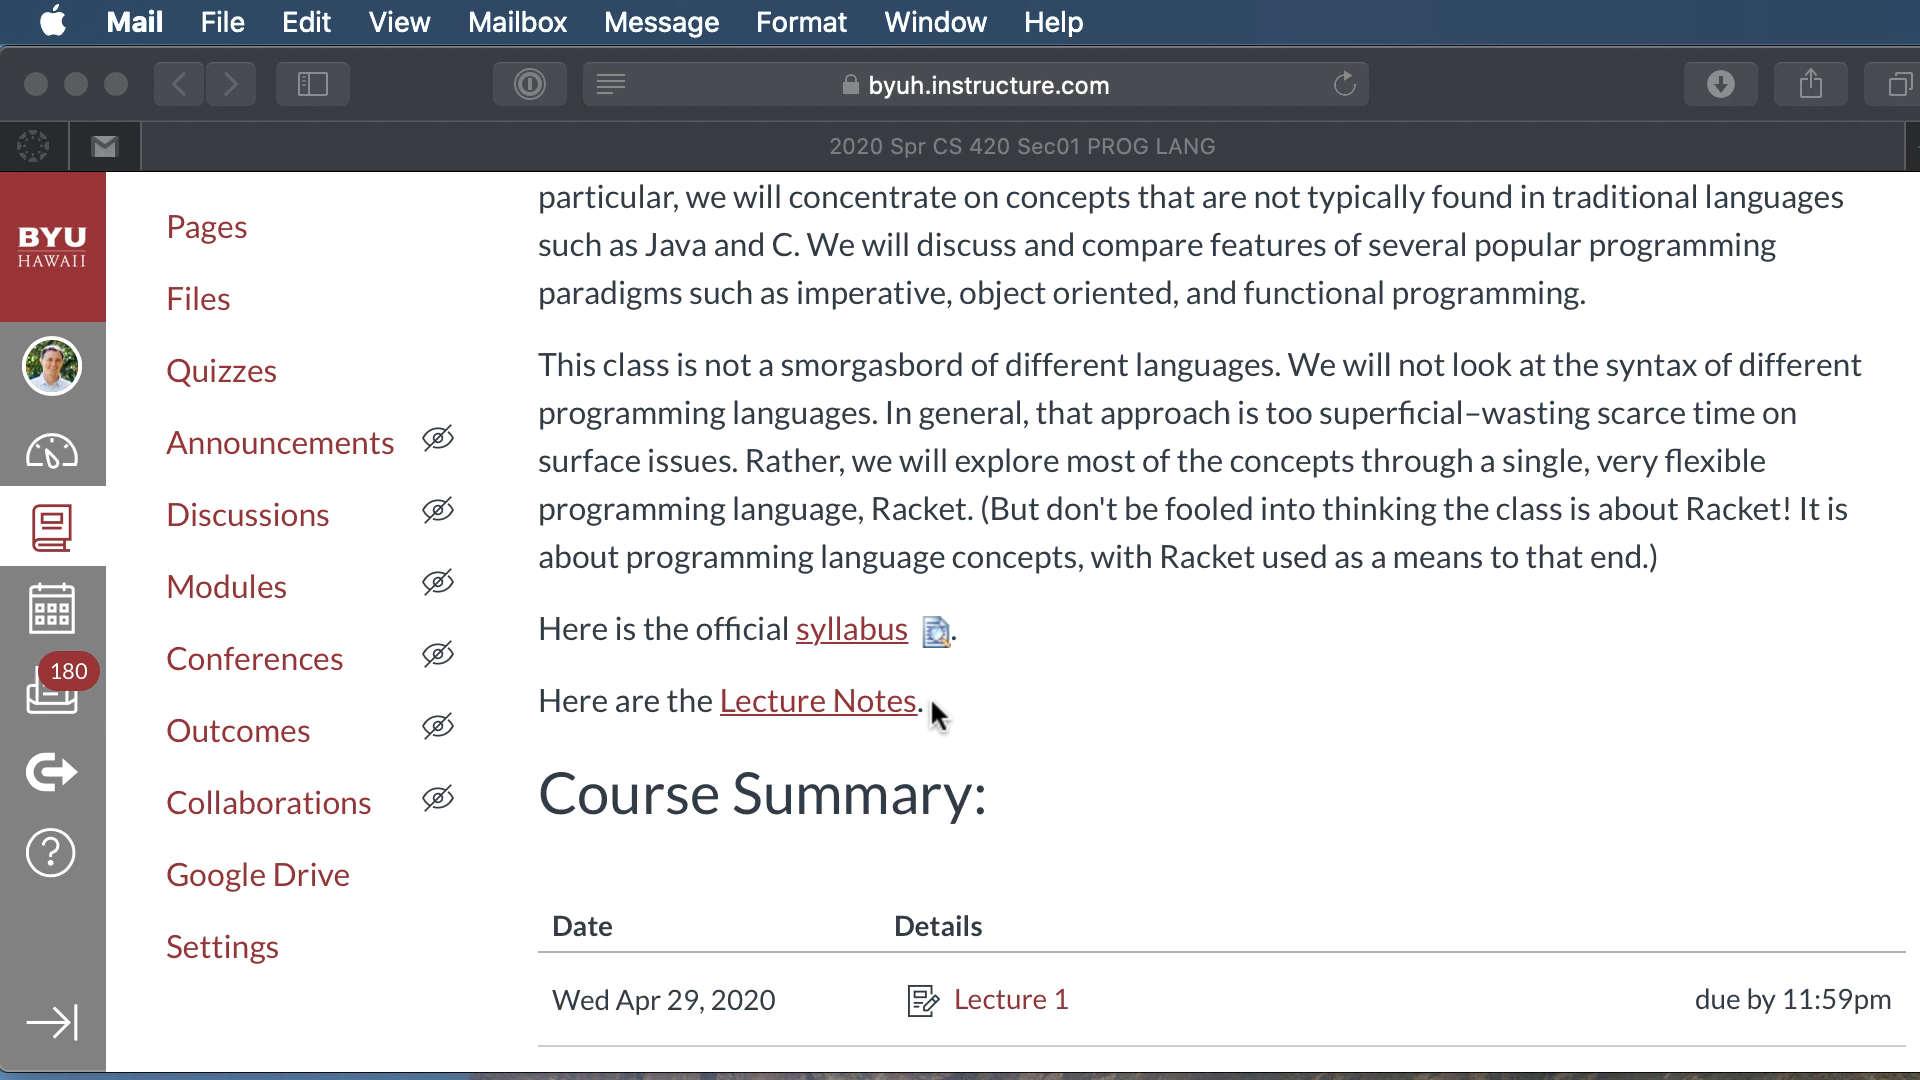 Mail File Edit View Mailbox Message Format Window Help
byuh.instructure.com
2020 Spr CS 420 Sec01 PROG LANG
BYU
HAWAII
180
Pages
Files
Quizzes
Announcements
Discussions
Modules
Conferences
Outcomes
Collaborations
Google Drive
Settings
particular, we will concentrate on concepts that are not typically found in traditional languages
such as Java and C. We will discuss and compare features of several popular programming
paradigms such as imperative, object oriented, and functional programming.
This class is not a smorgasbord of different languages. We will not look at the syntax of different
programming languages. In general, that approach is too superficial–wasting scarce time on
surface issues. Rather, we will explore most of the concepts through a single, very flexible
programming language, Racket. (But don't be fooled into thinking the class is about Racket! It is
about programming language concepts, with Racket used as a means to that end.)
Here is the official syllabus .
Here are the Lecture Notes.
Course Summary:
Date Details
Wed Apr 29, 2020 Lecture 1 due by 11:59pm